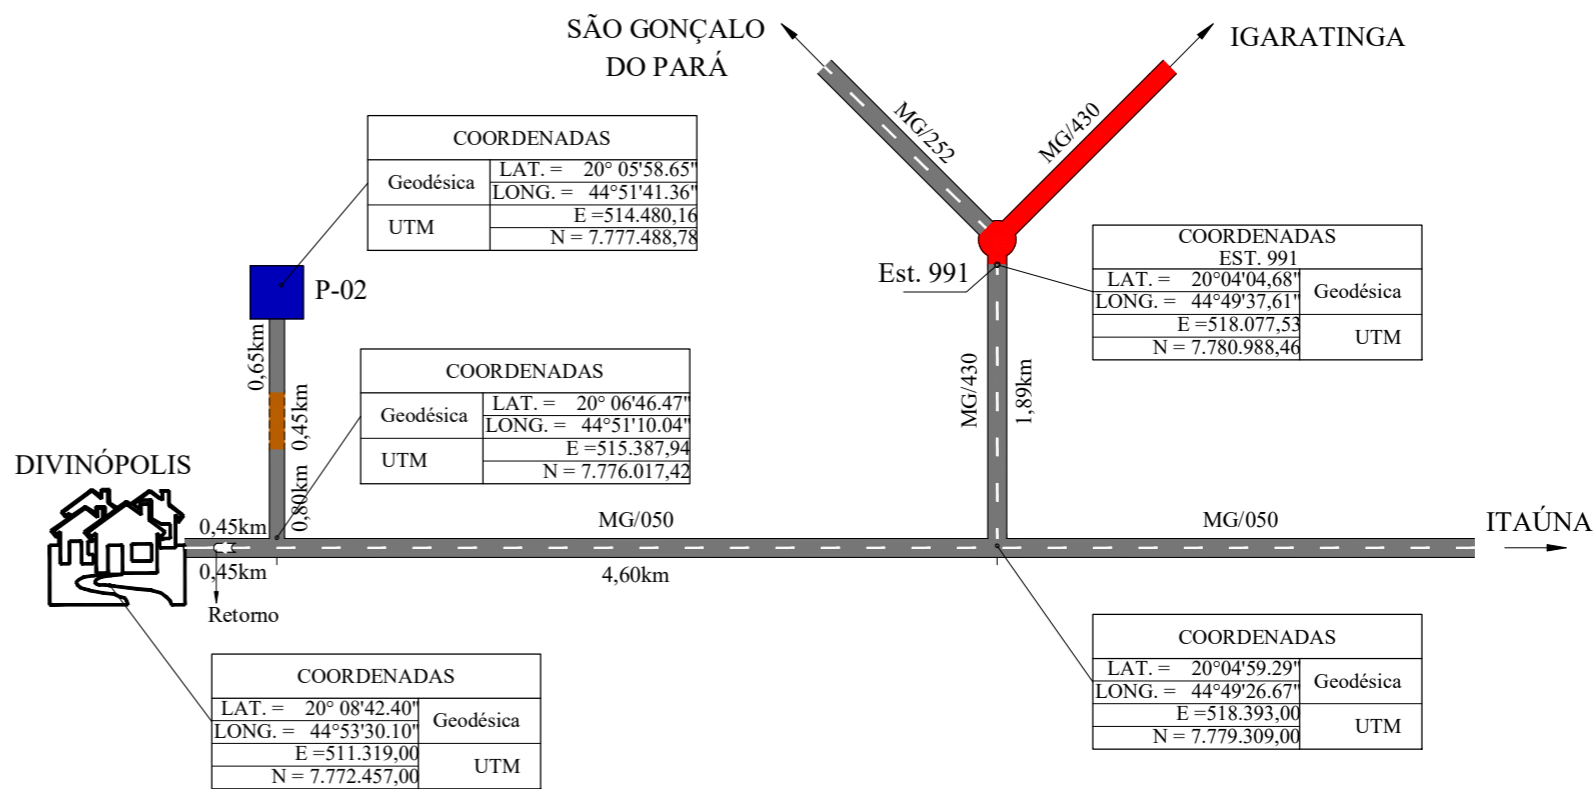 SÃO GONÇALO
DO PARÁ
IGARATINGA
MG/252
MG/430
COORDENADAS
Geodésica
LAT. = 20° 05'58.65"
LONG. = 44°51'41.36"
UTM
E =514.480,16
N = 7.777.488,78
P-02
Est. 991
COORDENADAS
EST. 991
LAT. = 20°04'04,68"
LONG. = 44°49'37,61"
Geodésica
E =518.077,53
N = 7.780.988,46
UTM
0,65km
0,45km
0,80km
COORDENADAS
Geodésica
LAT. = 20° 06'46.47"
LONG. = 44°51'10.04"
UTM
E =515.387,94
N = 7.776.017,42
MG/430
1,89km
DIVINÓPOLIS
0,45km
0,45km
Retorno
MG/050
4,60km
MG/050
ITAÚNA
COORDENADAS
LAT. = 20° 08'42.40"
LONG. = 44°53'30.10"
Geodésica
E =511.319,00
N = 7.772.457,00
UTM
COORDENADAS
LAT. = 20°04'59.29"
LONG. = 44°49'26.67"
Geodésica
E =518.393,00
N = 7.779.309,00
UTM